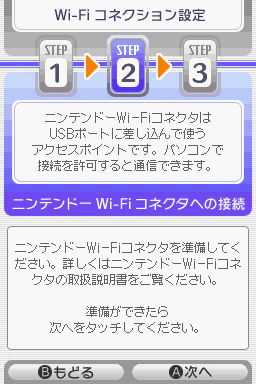 Wi-Fi コネクション設定
STEP 1
STEP 2
STEP 3
ニンテンドーWi-Fiコネクタは
USBポートに差し込んで使う
アクセスポイントです。パソコンで
接続を許可すると通信できます。
ニンテンドー Wi-Fi コネクタへの接続
ニンテンドーWi-Fiコネクタを準備してく
ださい。詳しくはニンテンドーWi-Fiコネ
クタの取扱説明書をご覧ください。
準備ができたら
次へをタッチしてください。
Bもどる
A次へ